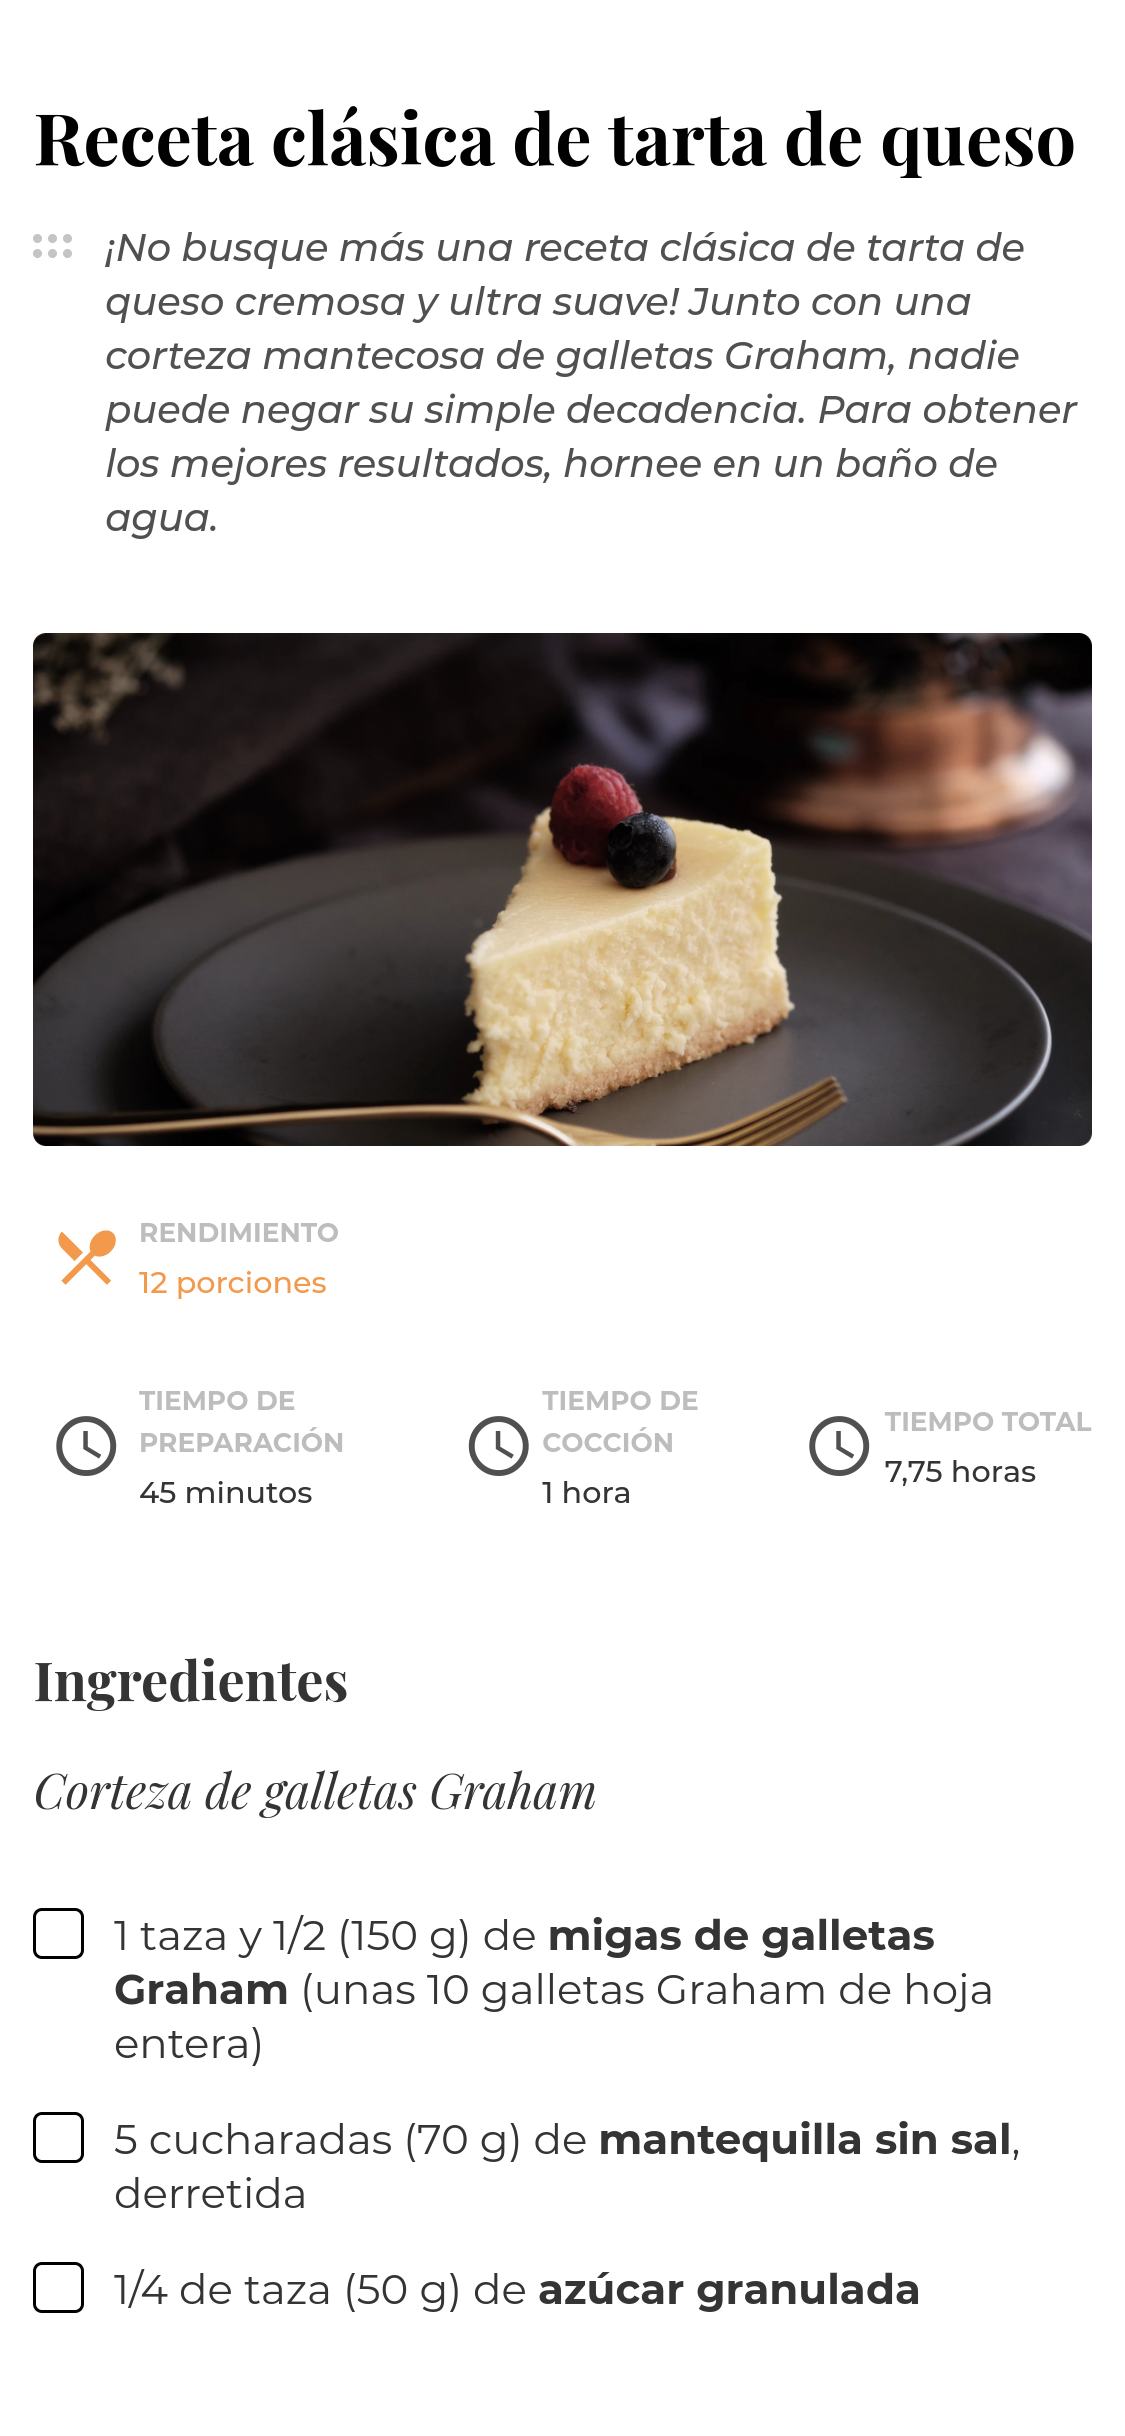 Receta clásica de tarta de queso
¡No busque más una receta clásica de tarta de
queso cremosa y ultra suave! Junto con una
corteza mantecosa de galletas Graham, nadie
puede negar su simple decadencia. Para obtener
los mejores resultados, hornee en un baño de
agua.
RENDIMIENTO
12 porciones
TIEMPO DE
PREPARACIÓN
45 minutos
TIEMPO DE
COCCIÓN
1 hora
TIEMPO TOTAL
7,75 horas
Ingredientes
Corteza de galletas Graham
1 taza y 1/2 (150 g) de migas de galletas
Graham (unas 10 galletas Graham de hoja
entera)
5 cucharadas (70 g) de mantequilla sin sal,
derretida
1/4 de taza (50 g) de azúcar granulada